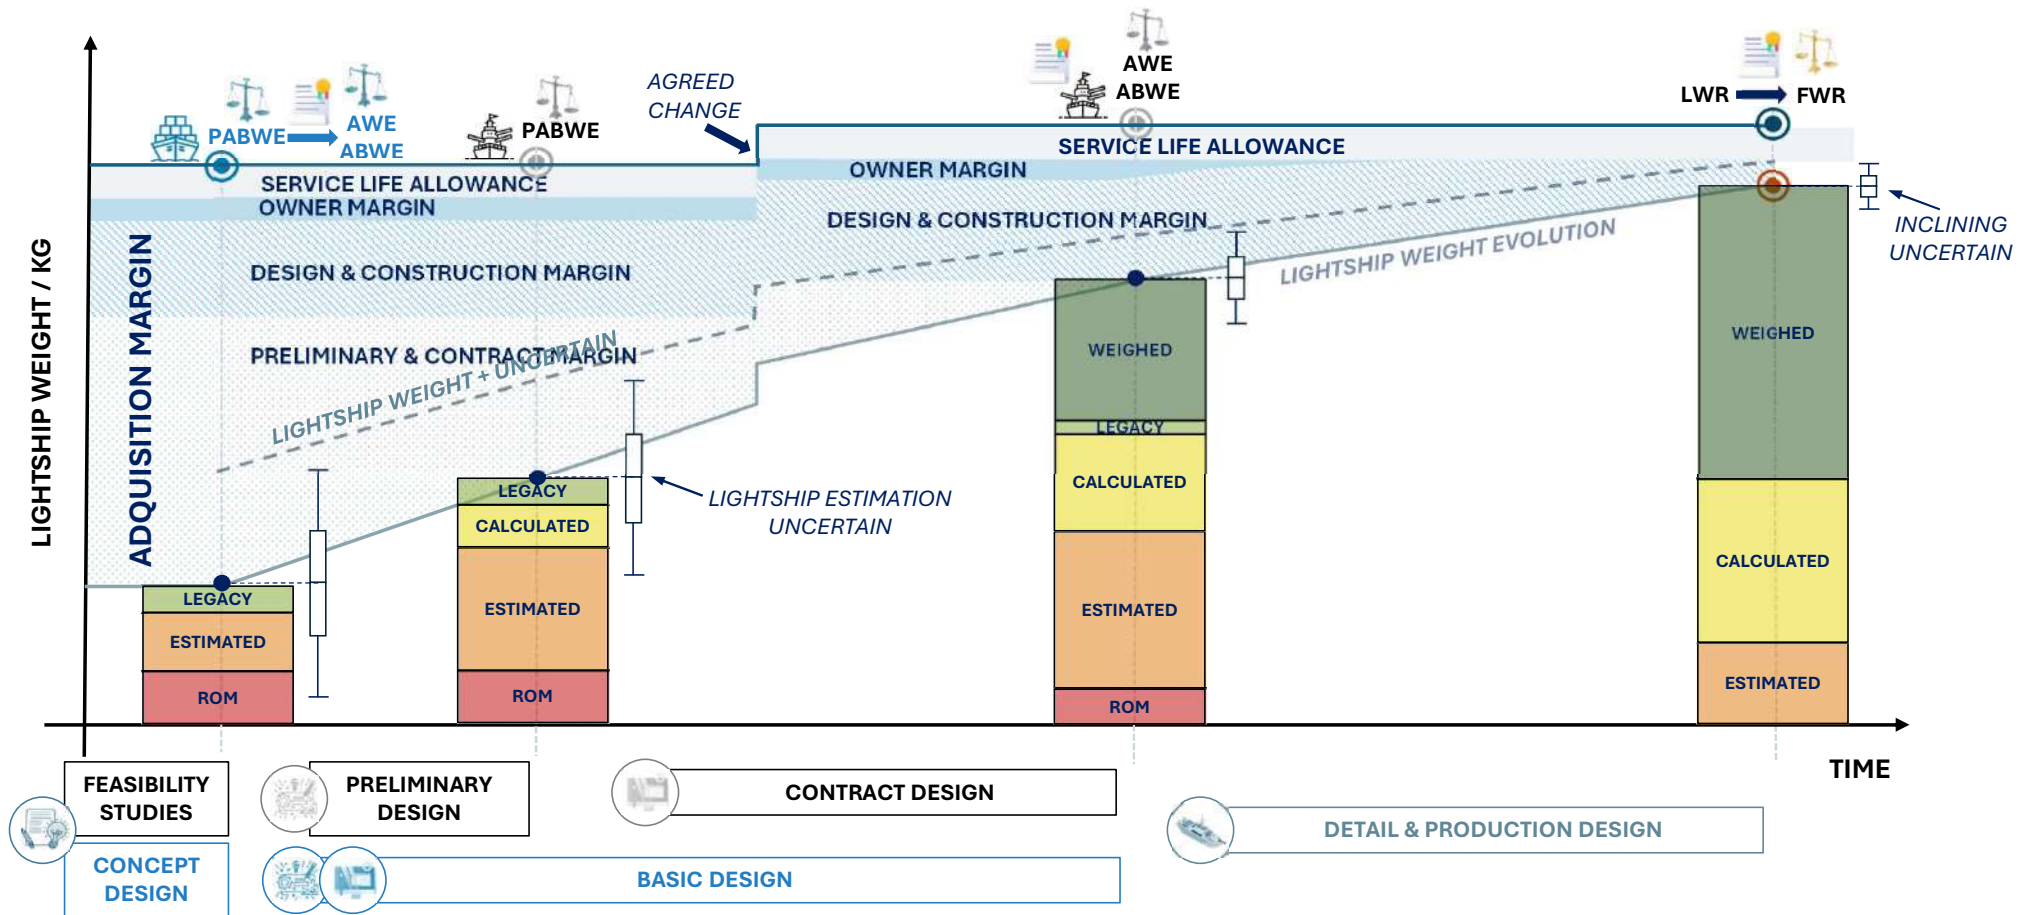 AGREED
CHANGE
PABWE
AWE
ABWE
PABWE
AWE
ABWE
LWR
FWR
SERVICE LIFE ALLOWANCE
OWNER MARGIN
DESIGN & CONSTRUCTION MARGIN
PRELIMINARY & CONTRACT MARGIN
SERVICE LIFE ALLOWANCE
OWNER MARGIN
DESIGN & CONSTRUCTION MARGIN
LIGHTSHIP WEIGHT / KG
ADQUISITION MARGIN
LIGHTSHIP WEIGHT + UNCERTAIN
LIGHTSHIP WEIGHT EVOLUTION
INCLINING
UNCERTAIN
LIGHTSHIP ESTIMATION
UNCERTAIN
LEGACY
ESTIMATED
ROM
LEGACY
CALCULATED
ESTIMATED
ROM
WEIGHED
LEGACY
CALCULATED
ESTIMATED
ROM
WEIGHED
CALCULATED
ESTIMATED
TIME
FEASIBILITY
STUDIES
PRELIMINARY
DESIGN
CONTRACT DESIGN
DETAIL & PRODUCTION DESIGN
CONCEPT
DESIGN
BASIC DESIGN